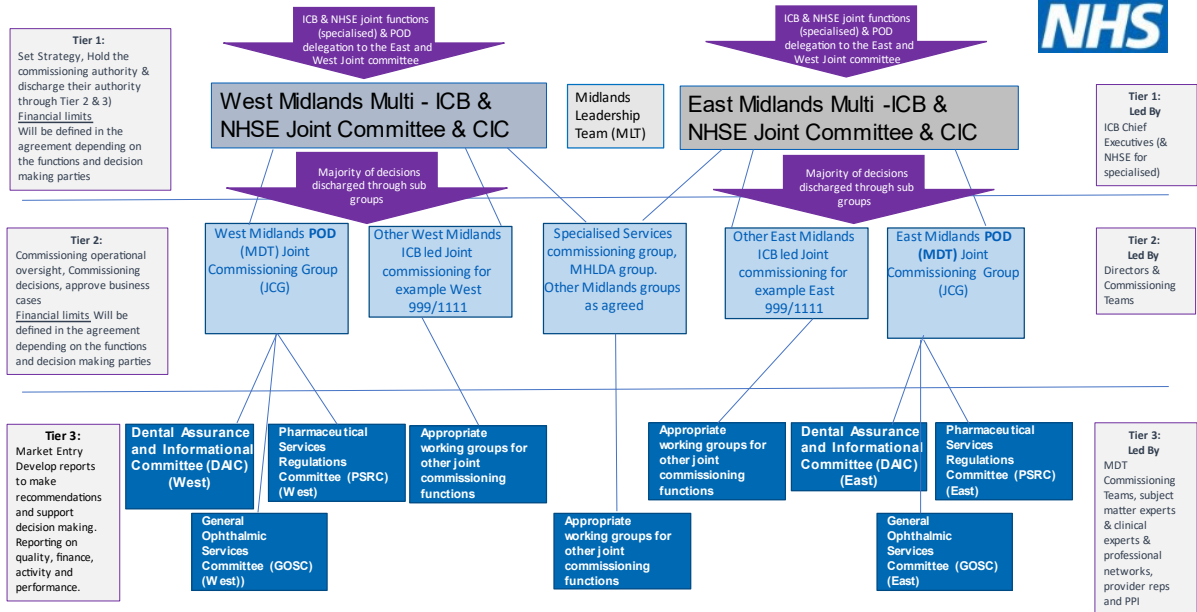 ICB & NHSE joint functions
(specialised) & POD
delegation to the East and
West Joint committee
ICB & NHSE joint functions
(specialised) & POD
delegation to the East and
West Joint committee
NHS
Tier 1:
Set Strategy, Hold the
commissioning authority &
discharge their authority
through Tier 2 & 3)
Financial limits
Will be defined in the
agreement depending on
the functions and decision
making parties
West Midlands Multi - ICB &
NHSE Joint Committee & CIC
Midlands
Leadership
Team (MLT)
East Midlands Multi -ICB &
NHSE Joint Committee & CIC
Tier 1:
Led By
ICB Chief
Executives (&
NHSE for
specialised)
Majority of decisions
discharged through sub
groups
Majority of decisions
discharged through sub
groups
Tier 2:
Commissioning operational
oversight, Commissioning
decisions, approve business
cases
Financial limits Will be
defined in the agreement
depending on the functions
and decision making parties
West Midlands POD
(MDT) Joint
Commissioning Group
(JCG)
Other West Midlands
ICB led Joint
commissioning for
example West
999/1111
Specialised Services
commissioning group,
MHLDA group.
Other Midlands groups
as agreed
Other East Midlands
ICB led Joint
commissioning for
example East
999/1111
East Midlands POD
(MDT) Joint
Commissioning Group
(JCG)
Tier 2:
Led By
Directors &
Commissioning
Teams
Tier 3:
Market Entry
Develop reports
to make
recommendations
and support
decision making.
Reporting on
quality, finance,
activity and
performance.
Dental Assurance
and Informational
Committee (DAIC)
(West)
Pharmaceutical
Services
Regulations
Committee (PSRC)
(West)
Appropriate
working groups for
other joint
commissioning
functions
Appropriate
working groups for
other joint
commissioning
functions
Dental Assurance
and Informational
Committee (DAIC)
(East)
Pharmaceutical
Services
Regulations
Committee (PSRC)
(East)
Tier 3:
Led By
MDT
Commissioning
Teams, subject
matter experts
& clinical
experts &
professional
networks,
provider reps
and PPI
General
Ophthalmic
Services
Committee (GOSC)
(West))
Appropriate
working groups for
other joint
commissioning
functions
General
Ophthalmic
Services
Committee (GOSC)
(East)